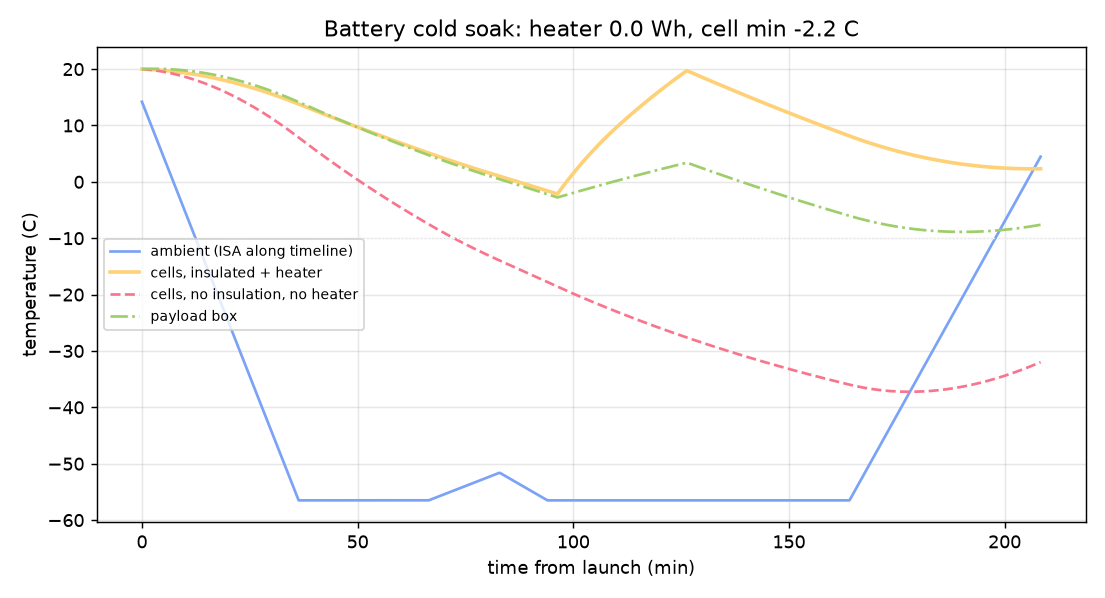 Battery cold soak: heater 0.0 Wh, cell min -2.2 C
temperature (C)
20
10
0
−10
−20
−30
−40
−50
−60
ambient (ISA along timeline)
cells, insulated + heater
cells, no insulation, no heater
payload box
0 50 100 150 200
time from launch (min)